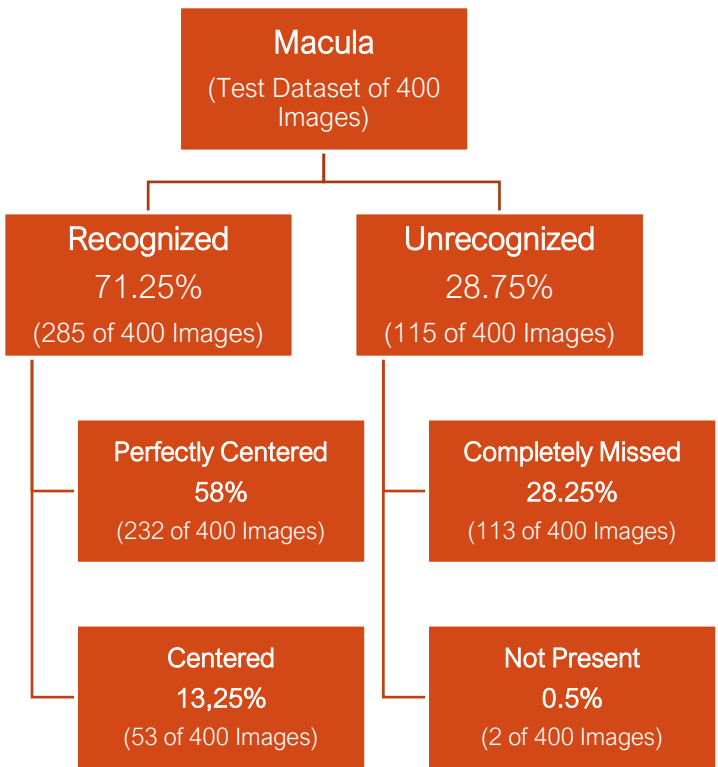 Macula
(Test Dataset of 400
Images)
Recognized
71.25%
(285 of 400 Images)
Unrecognized
28.75%
(115 of 400 Images)
Perfectly Centered
58%
(232 of 400 Images)
Completely Missed
28.25%
(113 of 400 Images)
Centered
13,25%
(53 of 400 Images)
Not Present
0.5%
(2 of 400 Images)